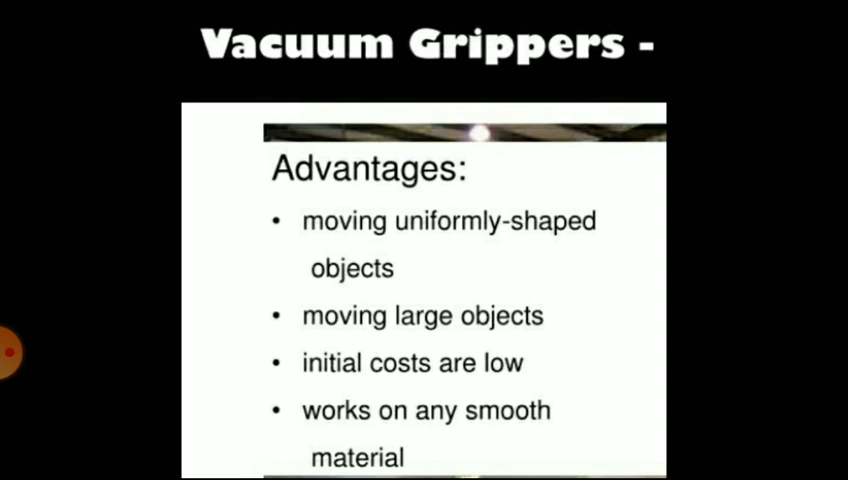 Vacuum Grippers -
Advantages:
• moving uniformly-shaped
objects
• moving large objects
• initial costs are low
• works on any smooth
material